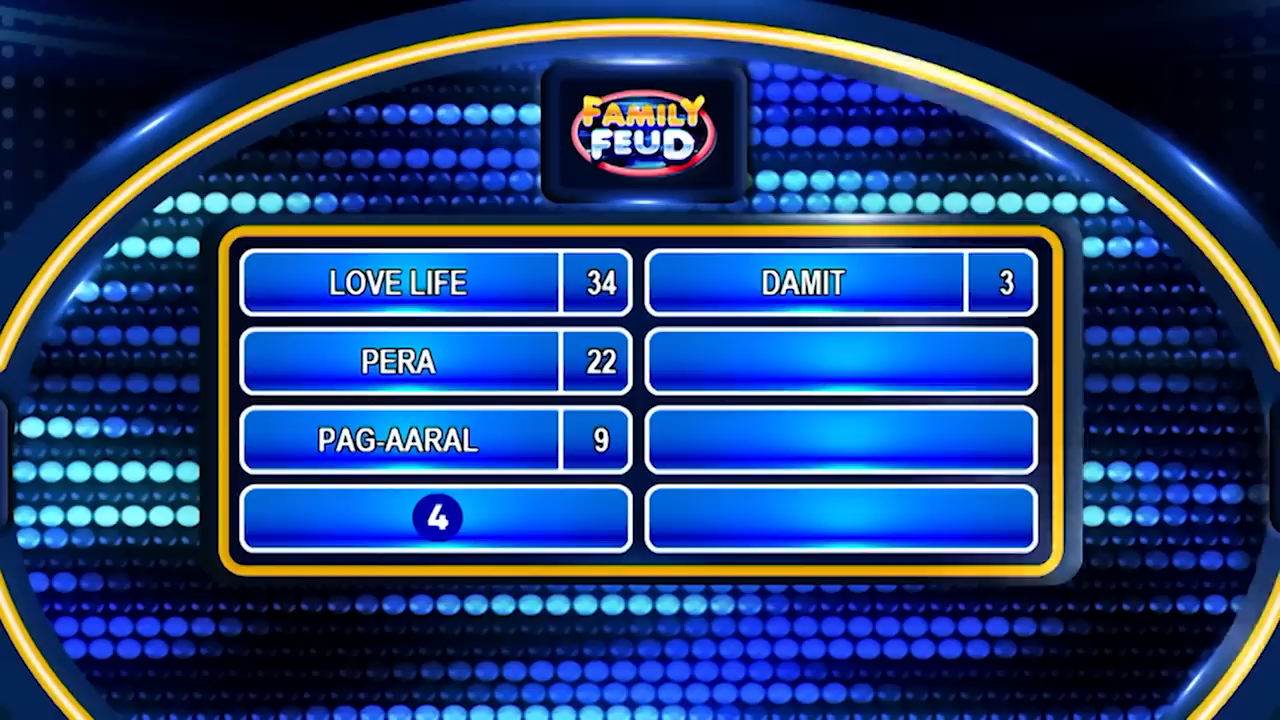 FAMILY
FEUD
LOVE LIFE 34
PERA 22
PAG-AARAL 9
4
DAMIT 3